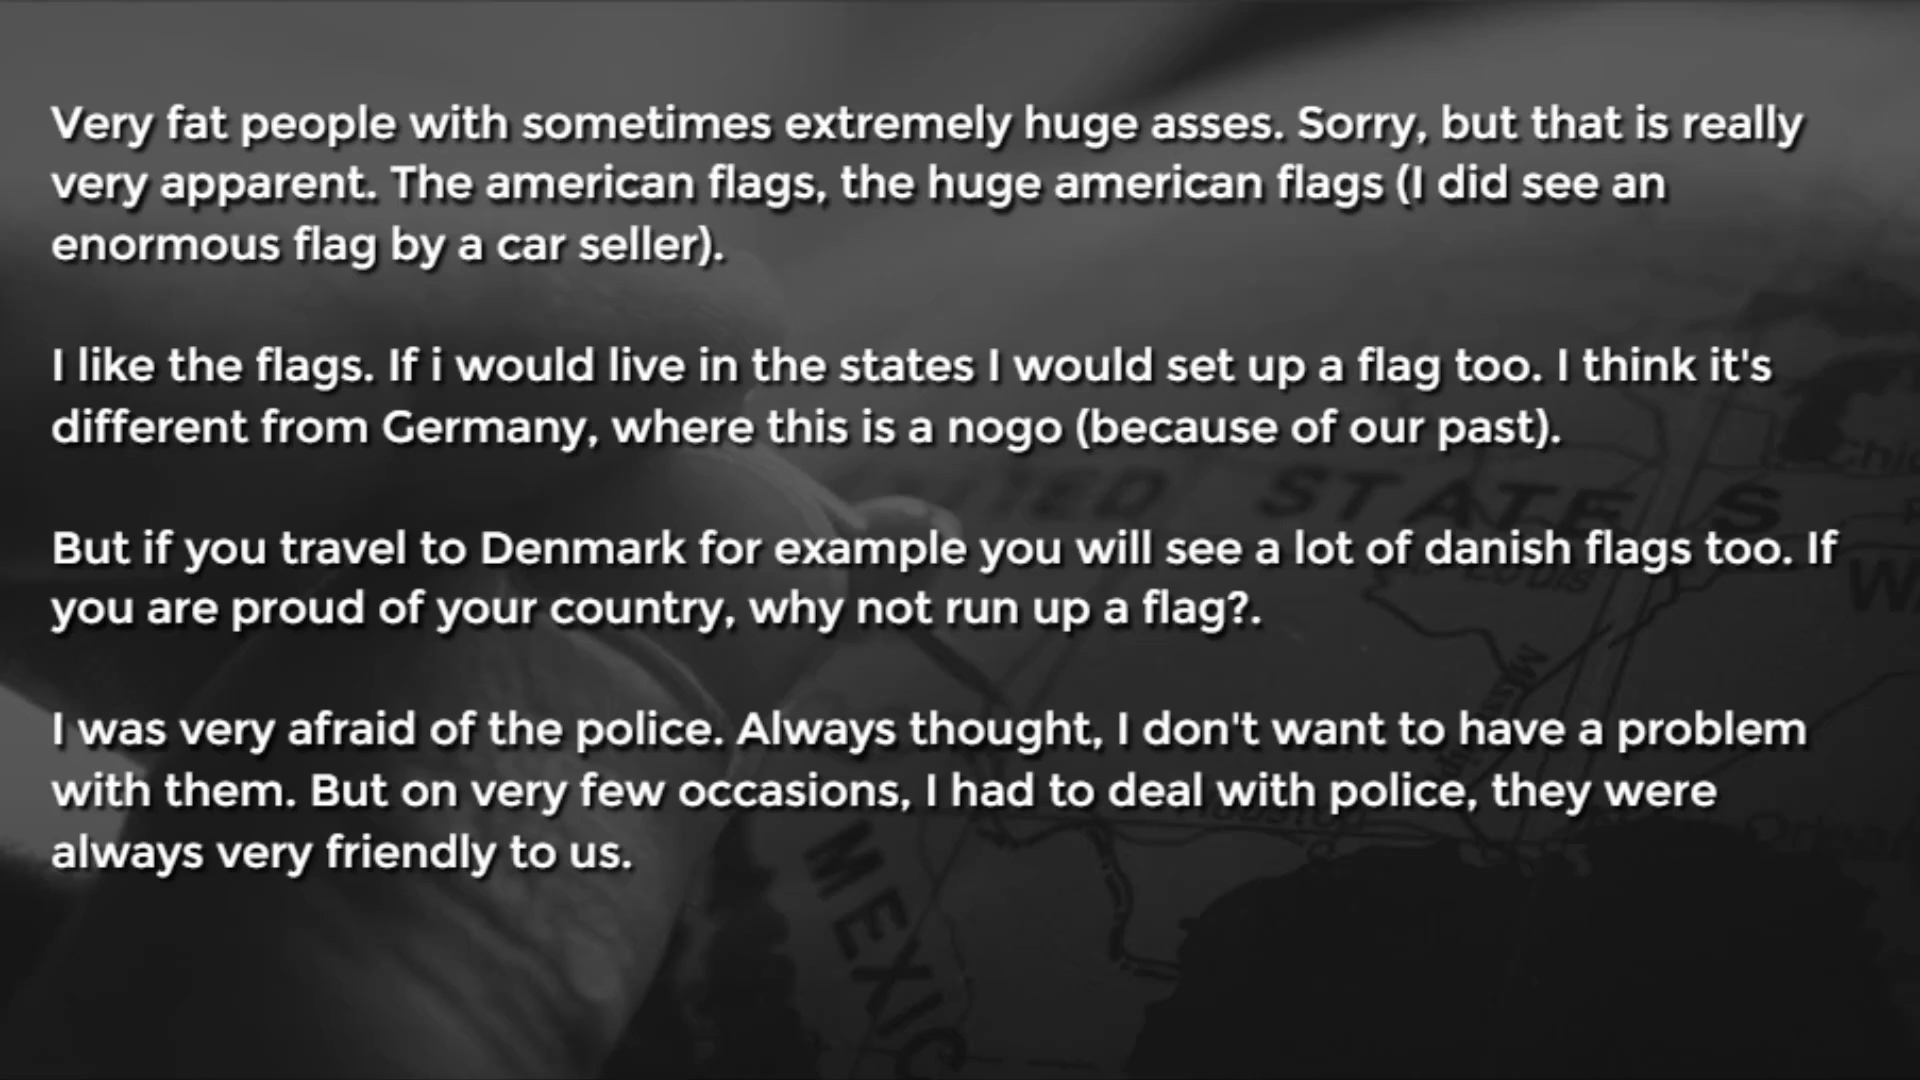 Very fat people with sometimes extremely huge asses. Sorry, but that is really
very apparent. The american flags, the huge american flags (I did see an
enormous flag by a car seller).
I like the flags. If i would live in the states I would set up a flag too. I think it's
different from Germany, where this is a nogo (because of our past).
But if you travel to Denmark for example you will see a lot of danish flags too. If
you are proud of your country, why not run up a flag?.
I was very afraid of the police. Always thought, I don't want to have a problem
with them. But on very few occasions, I had to deal with police, they were
always very friendly to us.
STATES
MEXIC